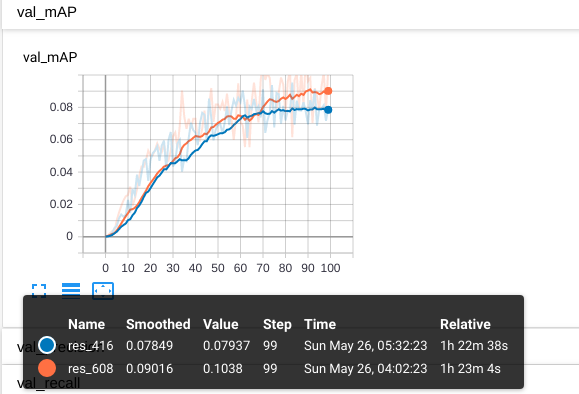 val_mAP
val_mAP
0.08
0.06
0.04
0.02
0
0 10 20 30 40 50 60 70 80 90 100
Name Smoothed Value Step Time Relative
res_416 0.07849 0.07937 99 Sun May 26, 05:32:23 1h 22m 38s
res_608 0.09016 0.1038 99 Sun May 26, 04:02:23 1h 23m 4s
val_recall